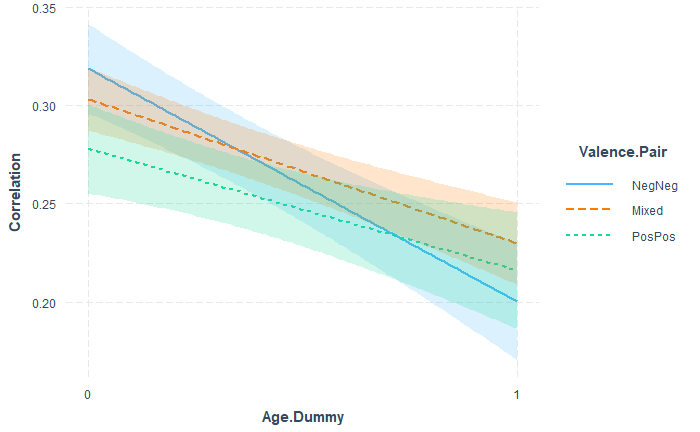 0.35
0.30
0.25
0.20
Correlation
0
1
Age.Dummy
Valence.Pair
NegNeg
Mixed
PosPos